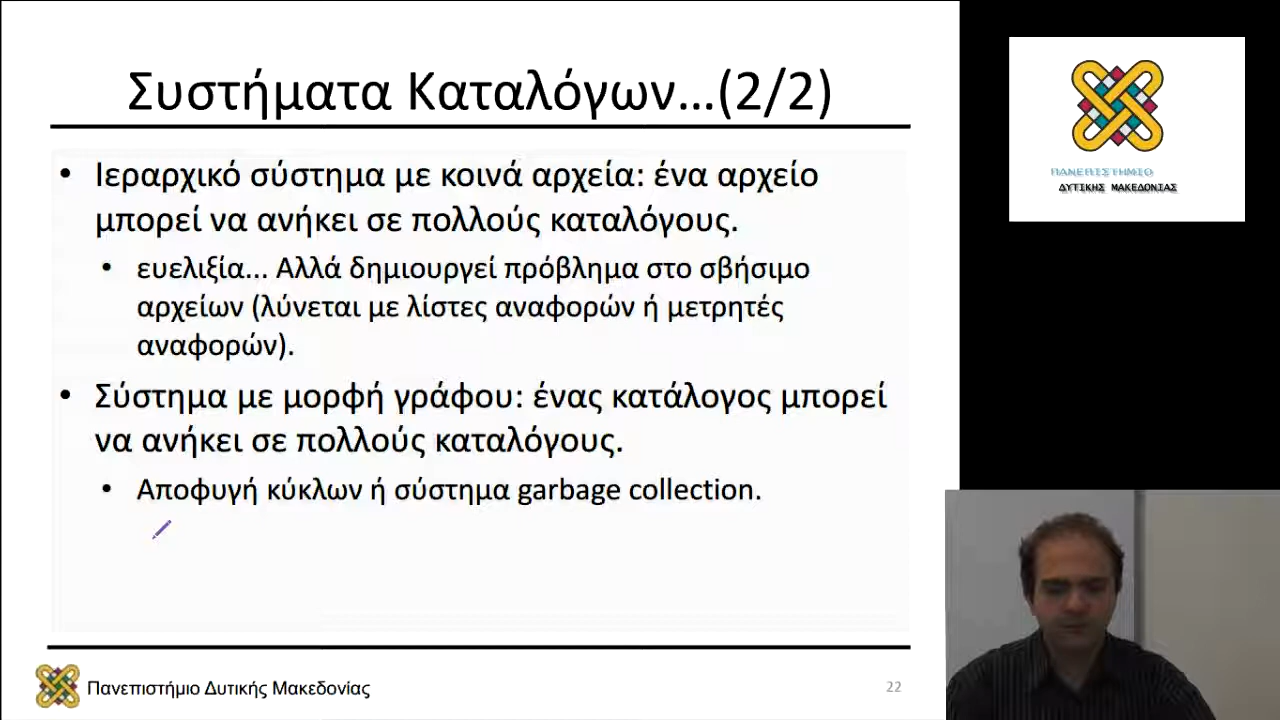 Συστήματα Καταλόγων...(2/2)
• Ιεραρχικό σύστημα με κοινά αρχεία: ένα αρχείο
μπορεί να ανήκει σε πολλούς καταλόγους.
• ευελιξία... Αλλά δημιουργεί πρόβλημα στο σβήσιμο
αρχείων (λύνεται με λίστες αναφορών ή μετρητές
αναφορών).
• Σύστημα με μορφή γράφου: ένας κατάλογος μπορεί
να ανήκει σε πολλούς καταλόγους.
• Αποφυγή κύκλων ή σύστημα garbage collection.
Πανεπιστήμιο Δυτικής Μακεδονίας
22
ΠΑΝΕΠΙΣΤΗΜΙΟ
ΔΥΤΙΚΗΣ ΜΑΚΕΔΟΝΙΑΣ